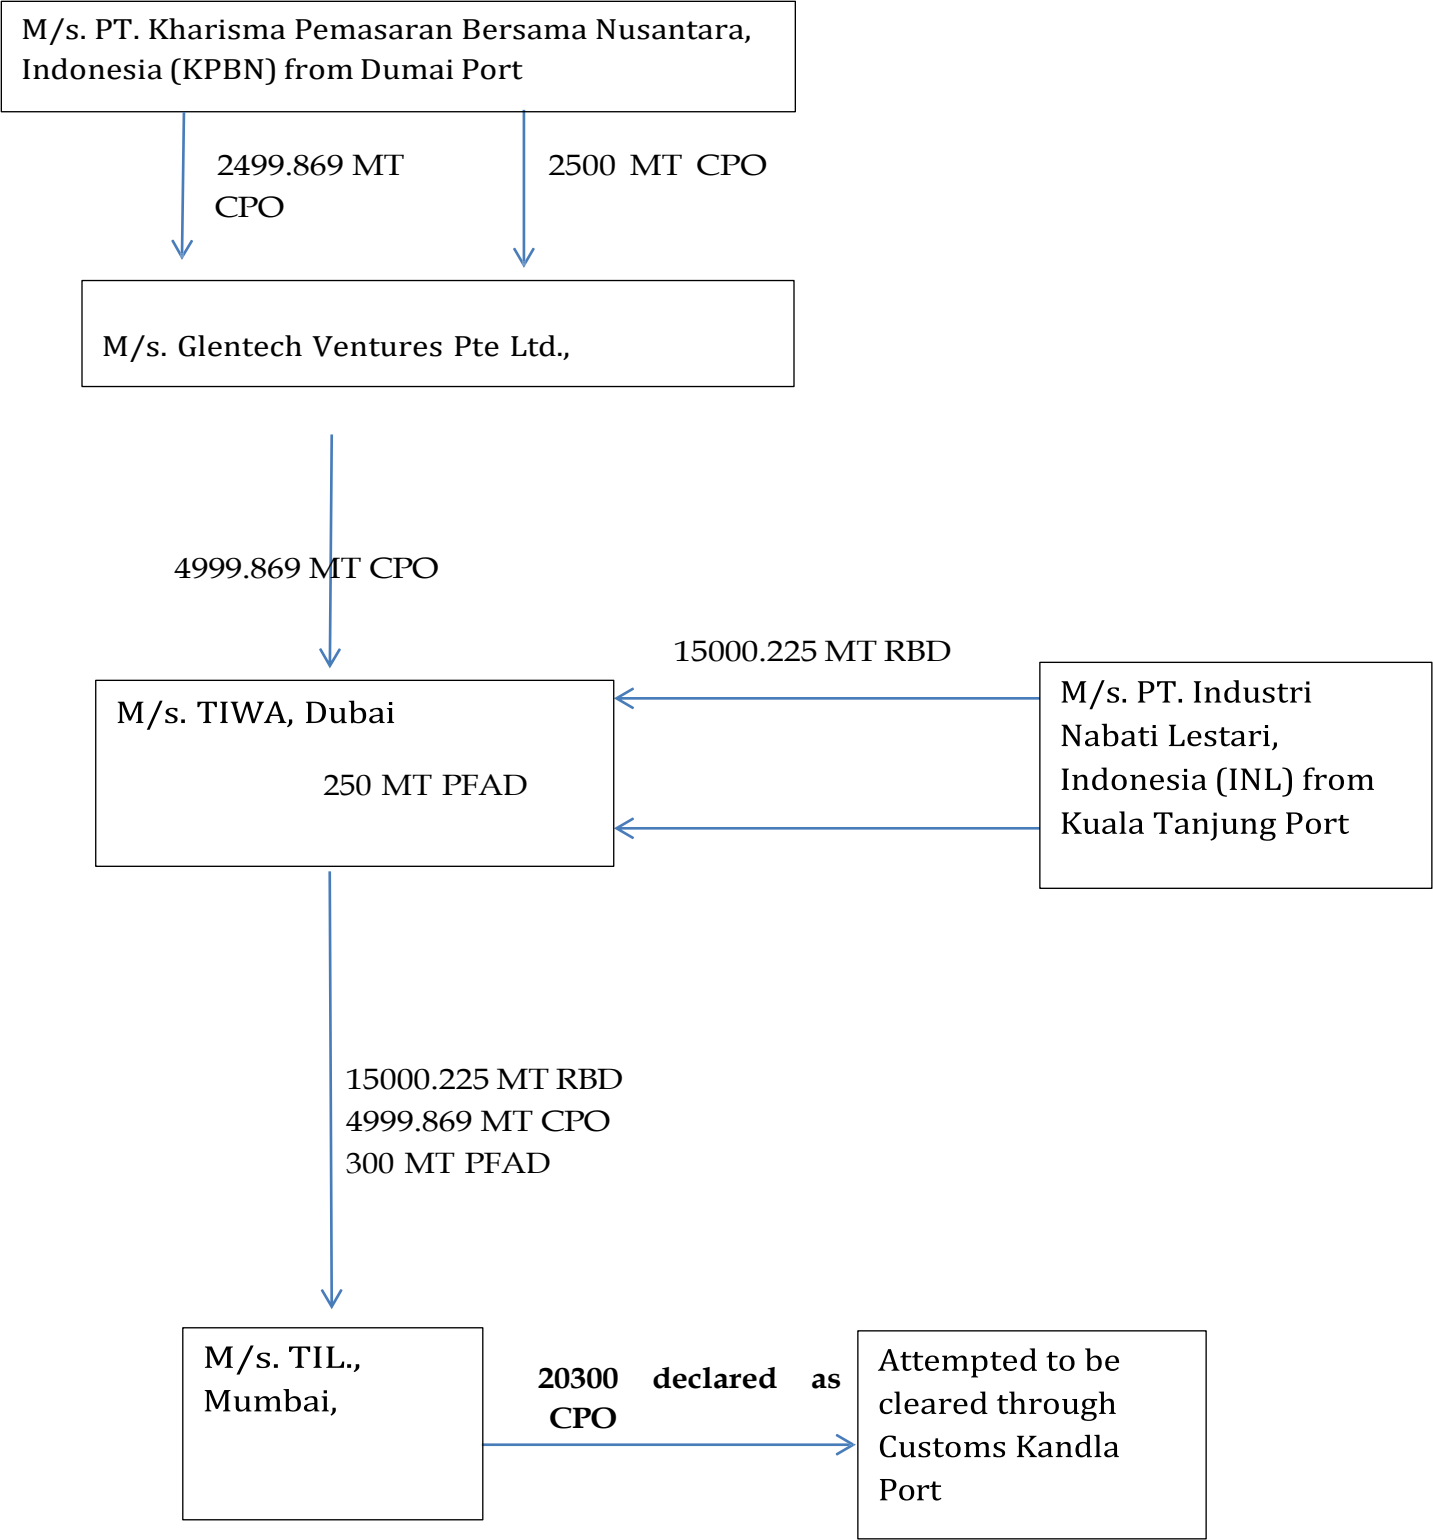 M/s. PT. Kharisma Pemasaran Bersama Nusantara,
Indonesia (KPBN) from Dumai Port
2499.869 MT
CPO
2500 MT CPO
M/s. Glentech Ventures Pte Ltd.,
4999.869 MT CPO
15000.225 MT RBD
M/s. TIWA, Dubai
250 MT PFAD
M/s. PT. Industri
Nabati Lestari,
Indonesia (INL) from
Kuala Tanjung Port
15000.225 MT RBD
4999.869 MT CPO
300 MT PFAD
M/s. TIL.,
Mumbai,
20300 declared as
CPO
Attempted to be
cleared through
Customs Kandla
Port